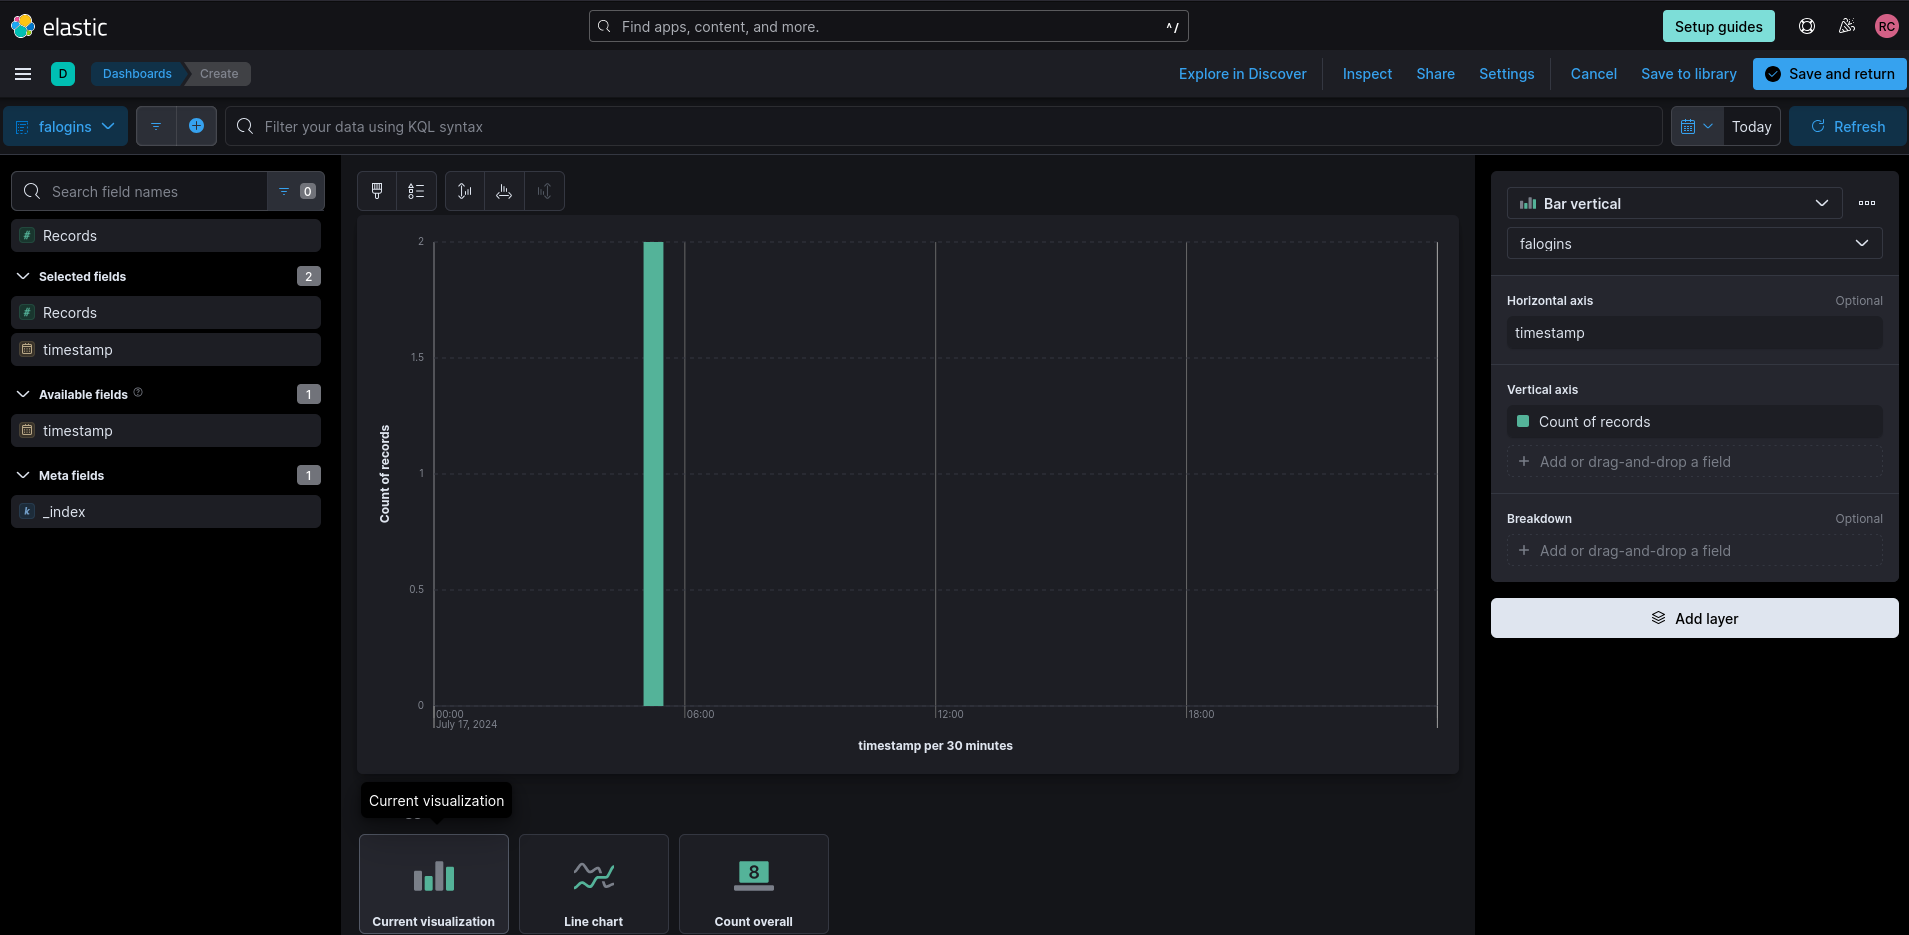 elastic
Find apps, content, and more.
^/
Setup guides
RC
D
Dashboards
Create
Explore in Discover
Inspect
Share
Settings
Cancel
Save to library
Save and return
falogins
Filter your data using KQL syntax
Today
Refresh
Search field names
0
# Records
Selected fields
2
# Records
timestamp
Available fields
1
timestamp
Meta fields
1
k _index
2
1.5
1
0.5
0
Count of records
00:00
July 17, 2024
06:00
12:00
18:00
timestamp per 30 minutes
Current visualization
Current visualization
Line chart
8
Count overall
Bar vertical
falogins
Horizontal axis
Optional
timestamp
Vertical axis
Count of records
+ Add or drag-and-drop a field
Breakdown
Optional
+ Add or drag-and-drop a field
Add layer